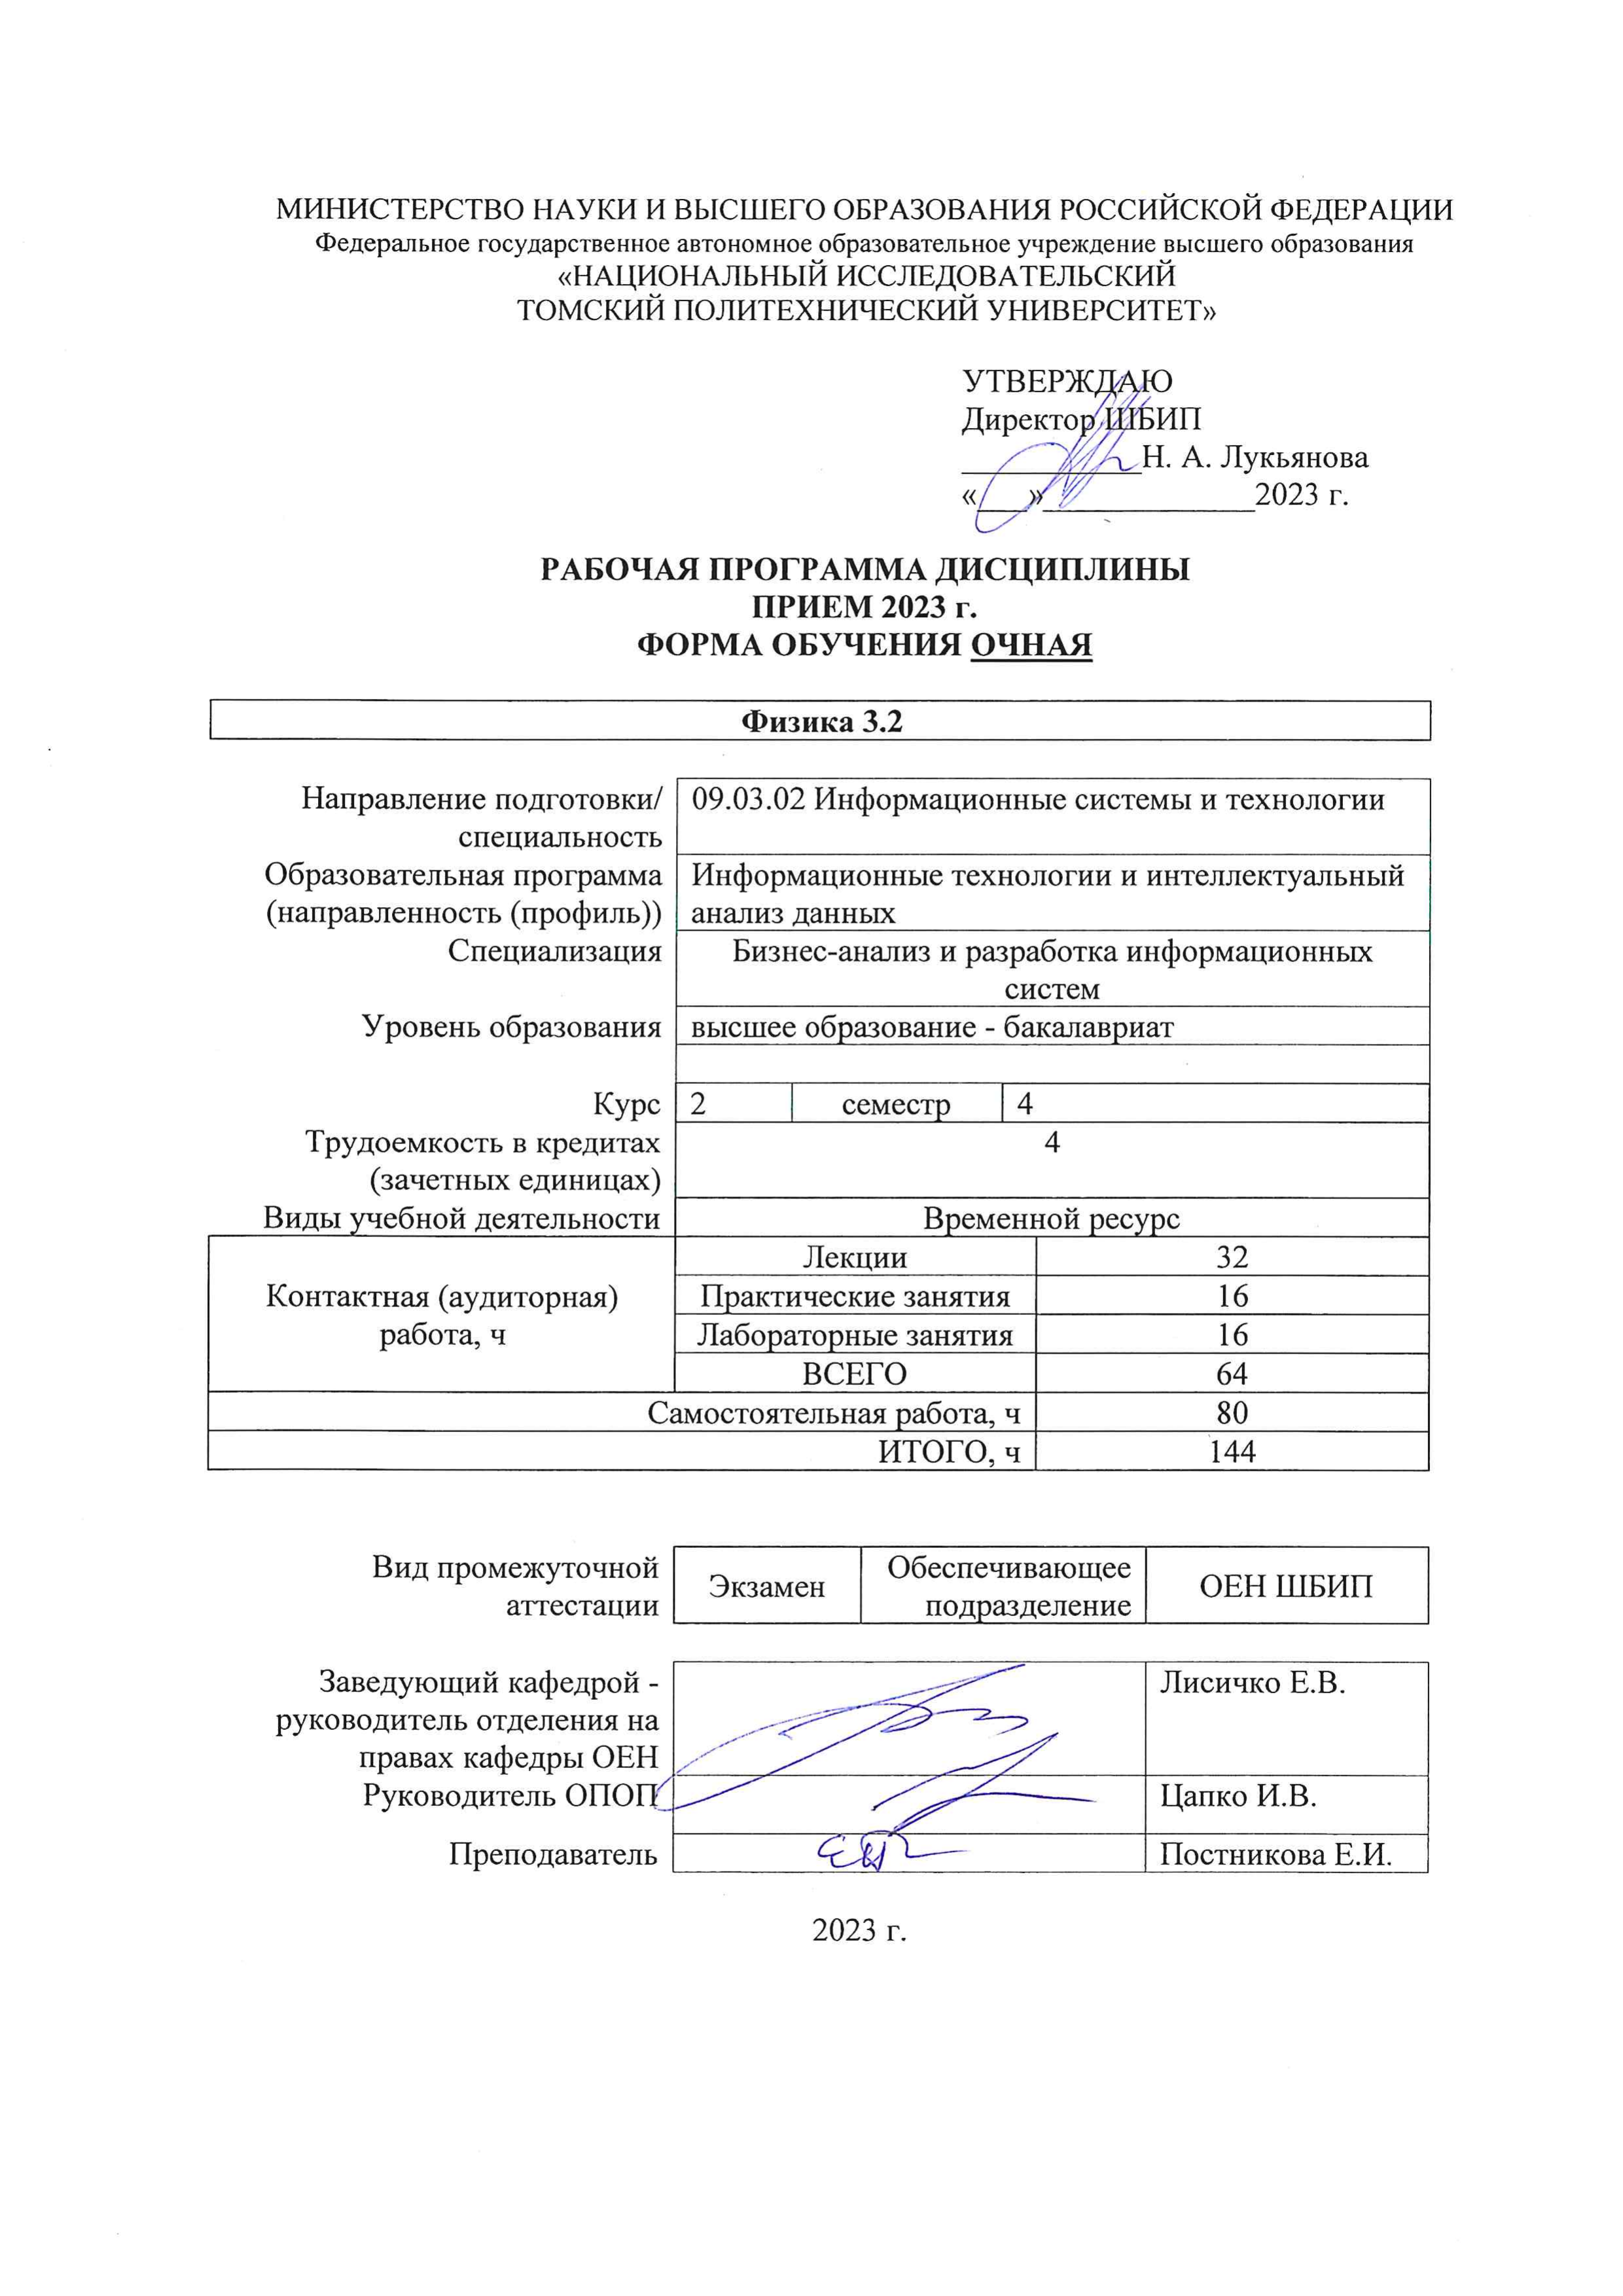 МИНИСТЕРСТВО НАУКИ И ВЫСШЕГО ОБРАЗОВАНИЯ РОССИЙСКОЙ ФЕДЕРАЦИИ
Федеральное государственное автономное образовательное учреждение высшего образования
«НАЦИОНАЛЬНЫЙ ИССЛЕДОВАТЕЛЬСКИЙ
ТОМСКИЙ ПОЛИТЕХНИЧЕСКИЙ УНИВЕРСИТЕТ»
УТВЕРЖДАЮ
Директор ШБИП
___________Н. А. Лукьянова
«___»_____________2023 г.
РАБОЧАЯ ПРОГРАММА ДИСЦИПЛИНЫ
ПРИЕМ 2023 г.
ФОРМА ОБУЧЕНИЯ ОЧНАЯ
Физика 3.2
Направление подготовки/ 09.03.02 Информационные системы и технологии
специальность
Образовательная программа Информационные технологии и интеллектуальный
(направленность (профиль)) анализ данных
Специализация Бизнес-анализ и разработка информационных
систем
Уровень образования высшее образование - бакалавриат
Курс 2 семестр 4
Трудоемкость в кредитах 4
(зачетных единицах)
Виды учебной деятельности Временной ресурс
Лекции 32
Контактная (аудиторная) Практические занятия 16
работа, ч Лабораторные занятия 16
ВСЕГО 64
Самостоятельная работа, ч 80
ИТОГО, ч 144
Вид промежуточной Экзамен Обеспечивающее ОЕН ШБИП
аттестации подразделение
Заведующий кафедрой - Лисичко Е.В.
руководитель отделения на
правах кафедры ОЕН
Руководитель ОПОП Цапко И.В.
Преподаватель Постникова Е.И.
2023 г.